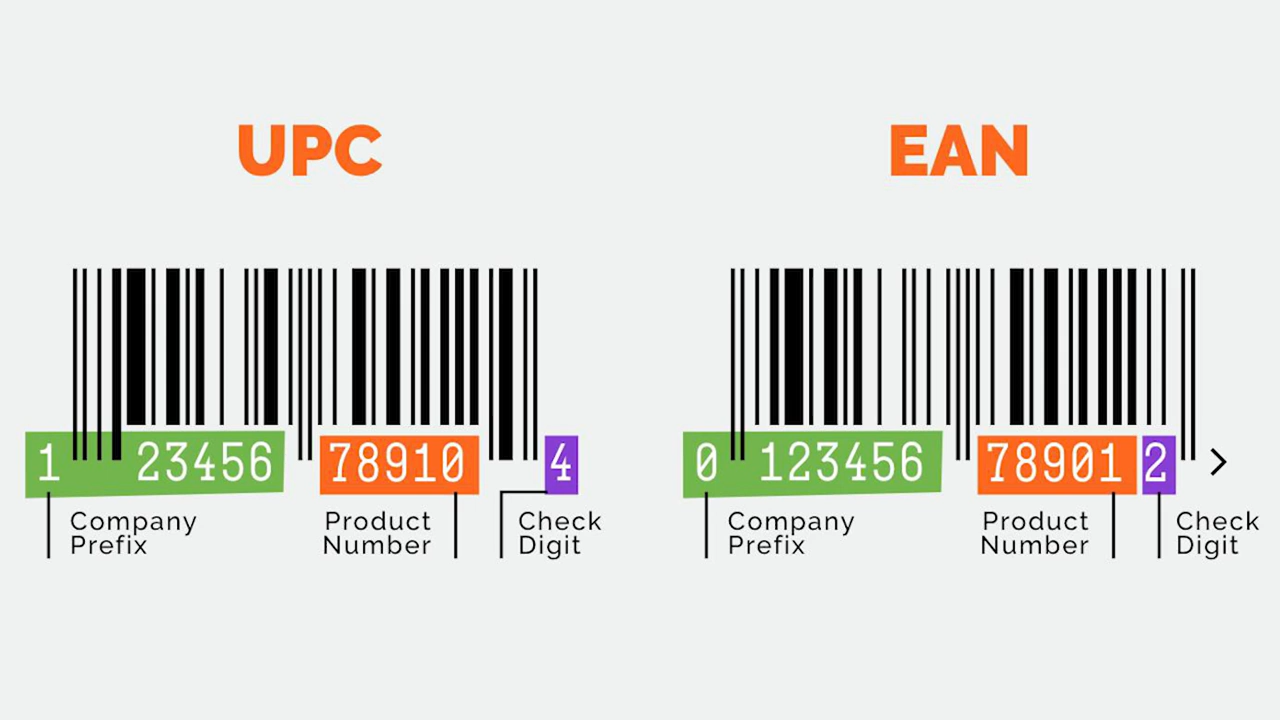 UPC
EAN
1 23456 78910 4
0 123456 78901 2 >
Company
Prefix
Product
Number
Check
Digit
Company
Prefix
Product
Number
Check
Digit